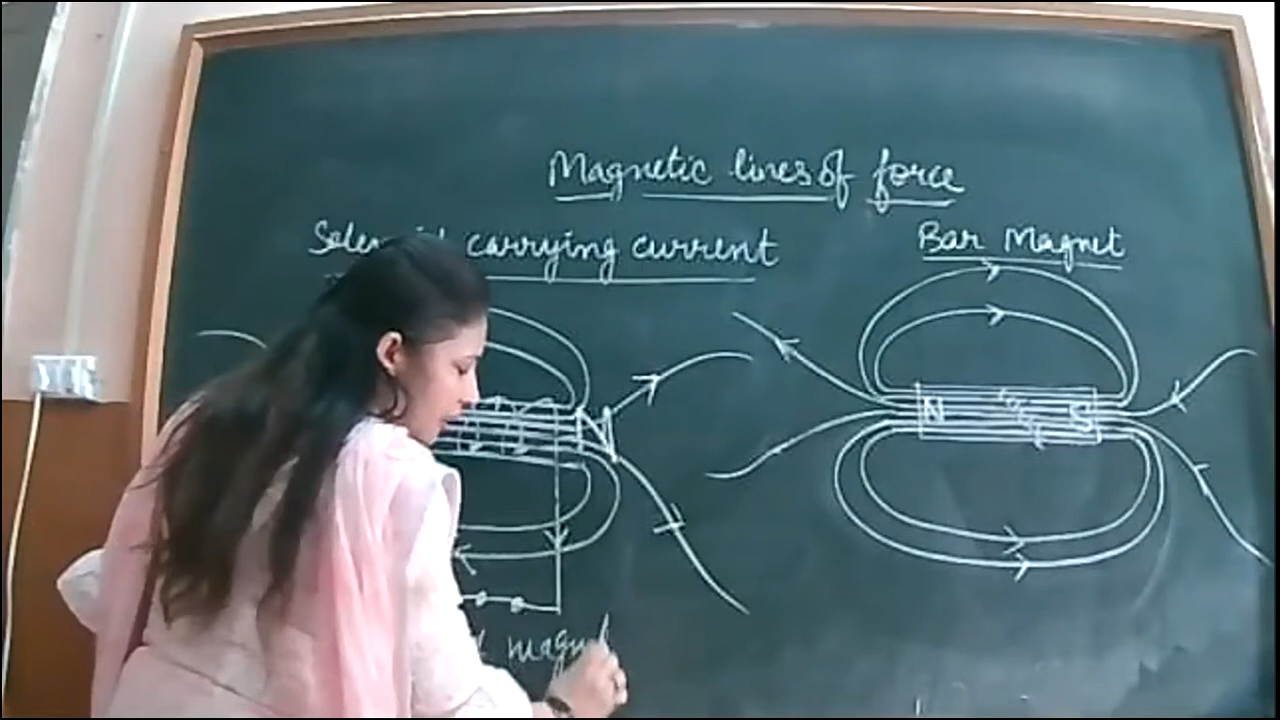 Magnetic lines of force
carrying current
Bar Magnet
N
N S